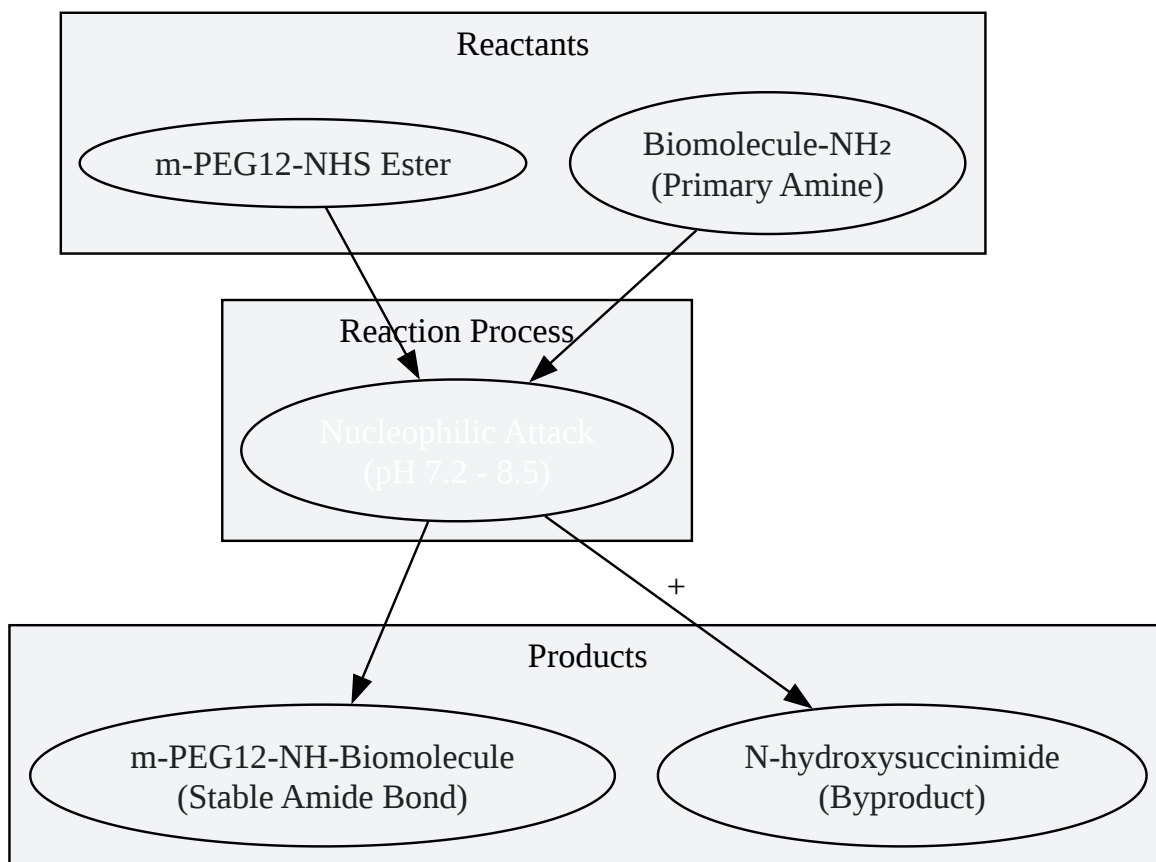 Reactants
m-PEG12-NHS Ester
Biomolecule-NH₂
(Primary Amine)
Reaction Process
Nucleophilic Attack
(pH 7.2 - 8.5)
+
Products
m-PEG12-NH-Biomolecule
(Stable Amide Bond)
N-hydroxysuccinimide
(Byproduct)